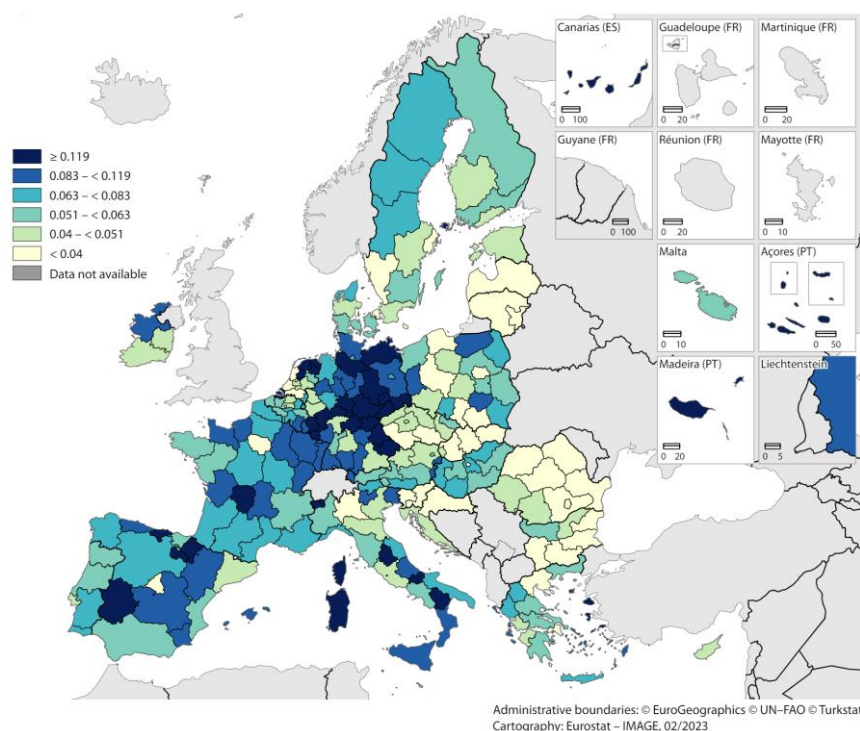 Canarias (ES)
0 100
Guadeloupe (FR)
0 20
Martinique (FR)
0 20
Guyane (FR)
0 100
Réunion (FR)
0 20
Mayotte (FR)
0 10
Malta
0 10
Açores (PT)
0 50
Madeira (PT)
0 20
Liechtenstein
0 5
≥ 0.119
0.083 – < 0.119
0.063 – < 0.083
0.051 – < 0.063
0.04 – < 0.051
< 0.04
Data not available
Administrative boundaries: © EuroGeographics © UN–FAO © Turkstat
Cartography: Eurostat – IMAGE, 02/2023